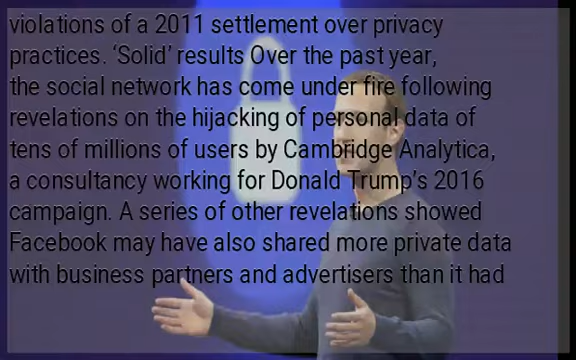 violations of a 2011 settlement over privacy
practices. ‘Solid’ results Over the past year,
the social network has come under fire following
revelations on the hijacking of personal data of
tens of millions of users by Cambridge Analytica,
a consultancy working for Donald Trump’s 2016
campaign. A series of other revelations showed
Facebook may have also shared more private data
with business partners and advertisers than it had